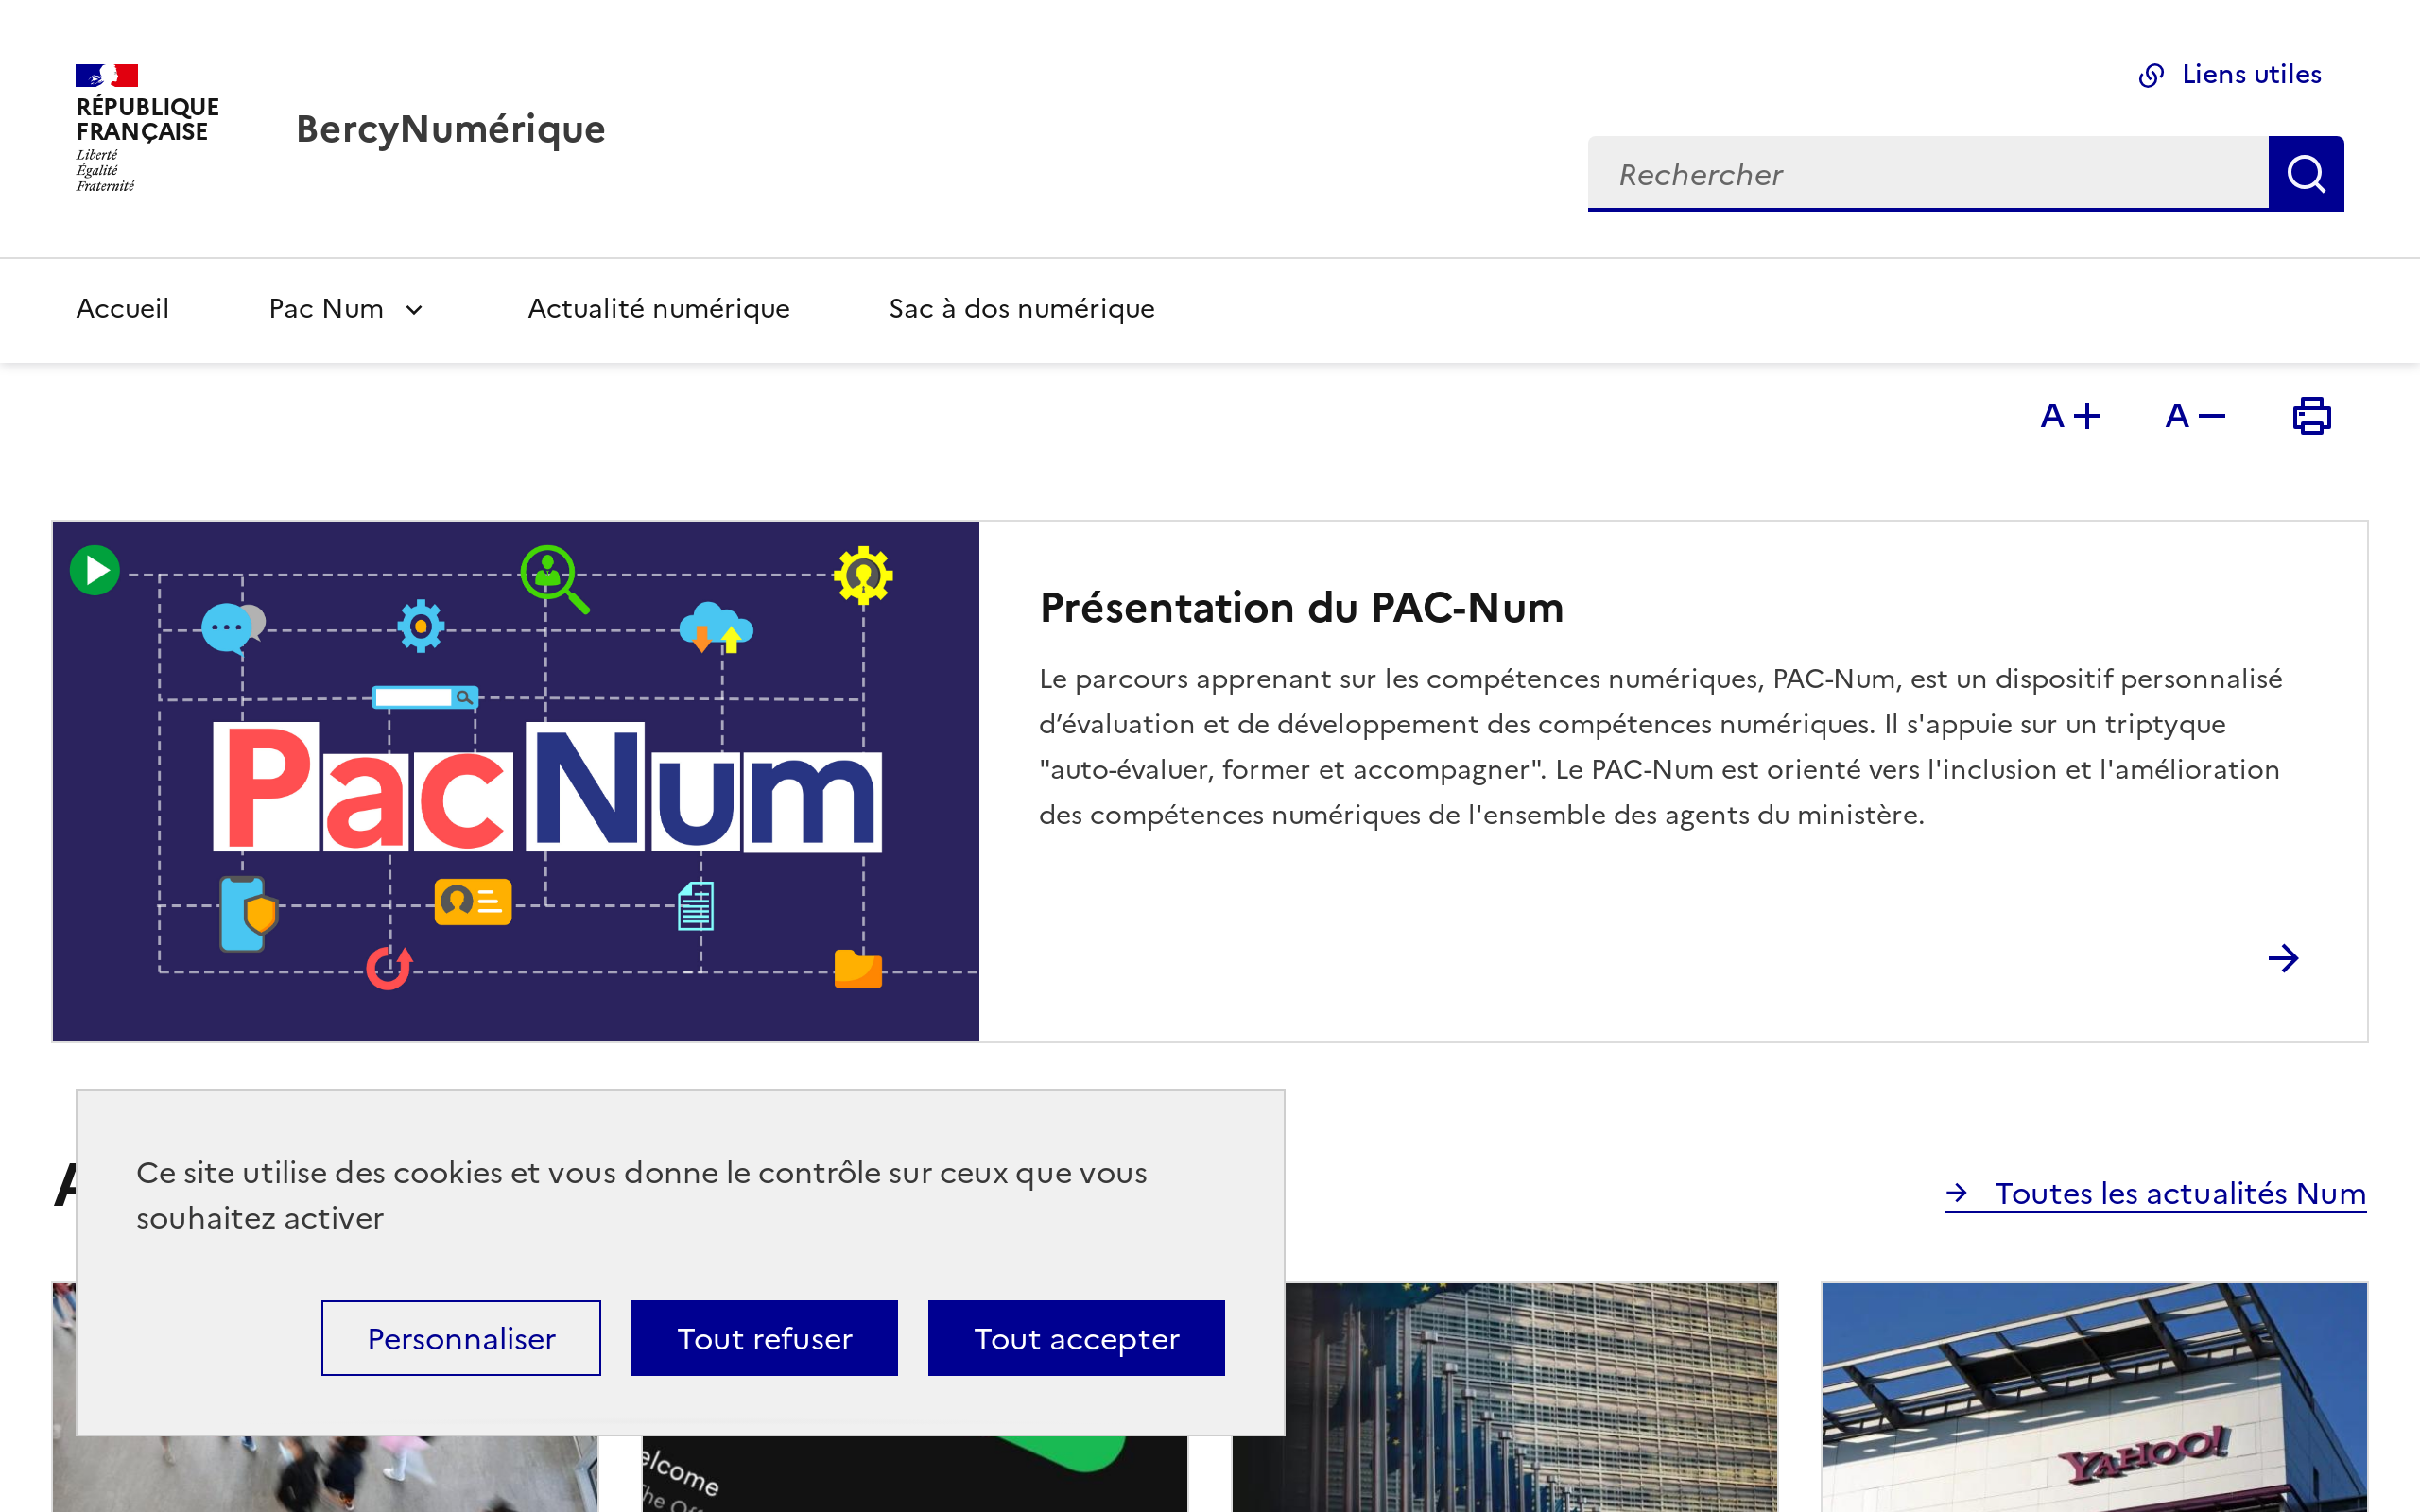 RÉPUBLIQUE
FRANÇAISE
Liberté
Égalité
Fraternité
BercyNumérique
Liens utiles
Rechercher
Accueil
Pac Num
Actualité numérique
Sac à dos numérique
A+
A−
Pac Num
Présentation du PAC-Num
Le parcours apprenant sur les compétences numériques, PAC-Num, est un dispositif personnalisé
d’évaluation et de développement des compétences numériques. Il s'appuie sur un triptyque
"auto-évaluer, former et accompagner". Le PAC-Num est orienté vers l'inclusion et l'amélioration
des compétences numériques de l'ensemble des agents du ministère.
Toutes les actualités Num
Ce site utilise des cookies et vous donne le contrôle sur ceux que vous
souhaitez activer
Personnaliser
Tout refuser
Tout accepter
elcome
YAHOO!